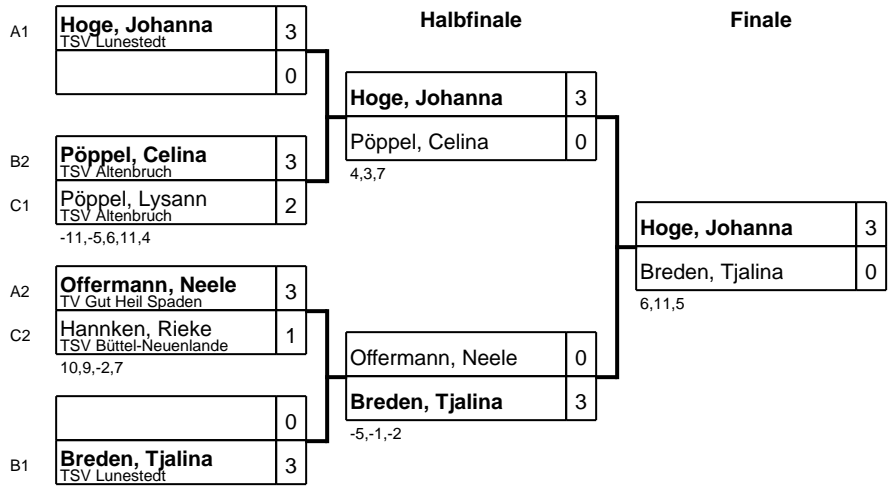 Halbfinale
Finale
A1
Hoge, Johanna 3
TSV Lunestedt
0
B2
Pöppel, Celina 3
TSV Altenbruch
C1
Pöppel, Lysann 2
TSV Altenbruch
-11,-5,6,11,4
A2
Offermann, Neele 3
TV Gut Heil Spaden
C2
Hannken, Rieke 1
TSV Büttel-Neuenlande
10,9,-2,7
0
B1
Breden, Tjalina 3
TSV Lunestedt
Hoge, Johanna 3
Pöppel, Celina 0
4,3,7
Offermann, Neele 0
Breden, Tjalina 3
-5,-1,-2
Hoge, Johanna 3
Breden, Tjalina 0
6,11,5